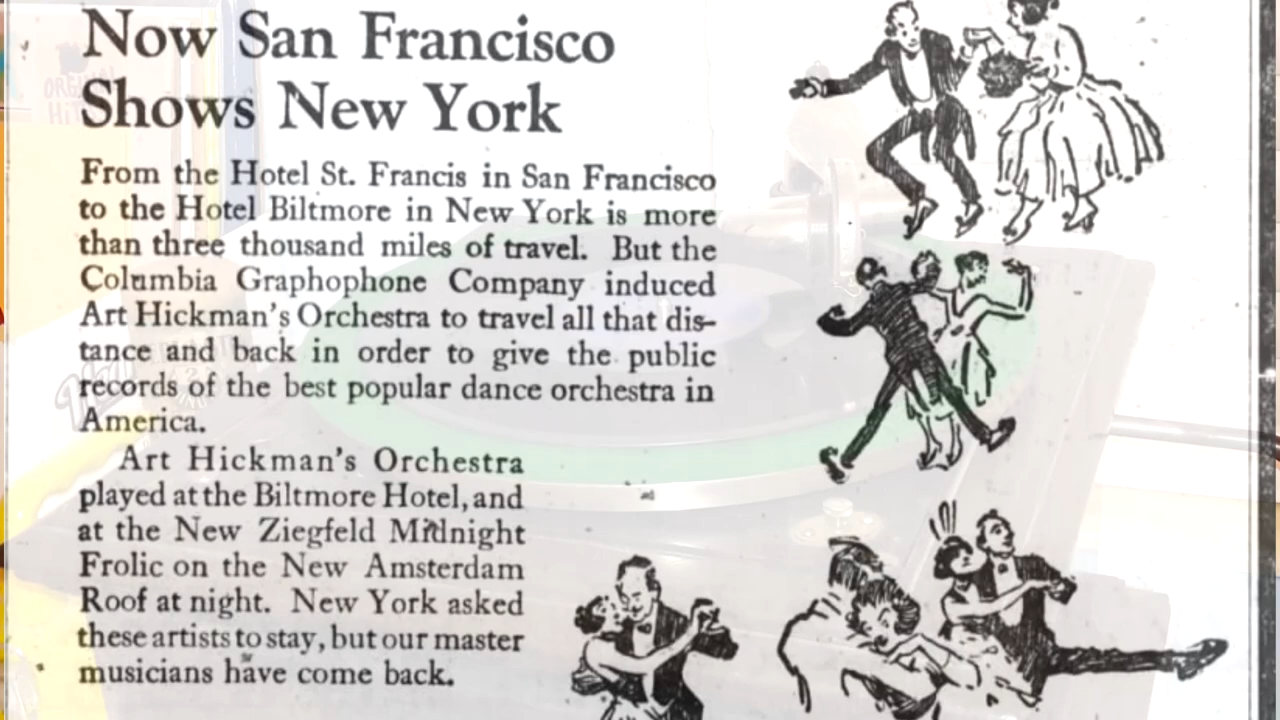 Now San Francisco
Shows New York
From the Hotel St. Francis in San Francisco
to the Hotel Biltmore in New York is more
than three thousand miles of travel. But the
Columbia Graphophone Company induced
Art Hickman's Orchestra to travel all that dis-
tance and back in order to give the public
records of the best popular dance orchestra in
America.
Art Hickman's Orchestra
played at the Biltmore Hotel, and
at the New Ziegfeld Midnight
Frolic on the New Amsterdam
Roof at night. New York asked
these artists to stay, but our master
musicians have come back.